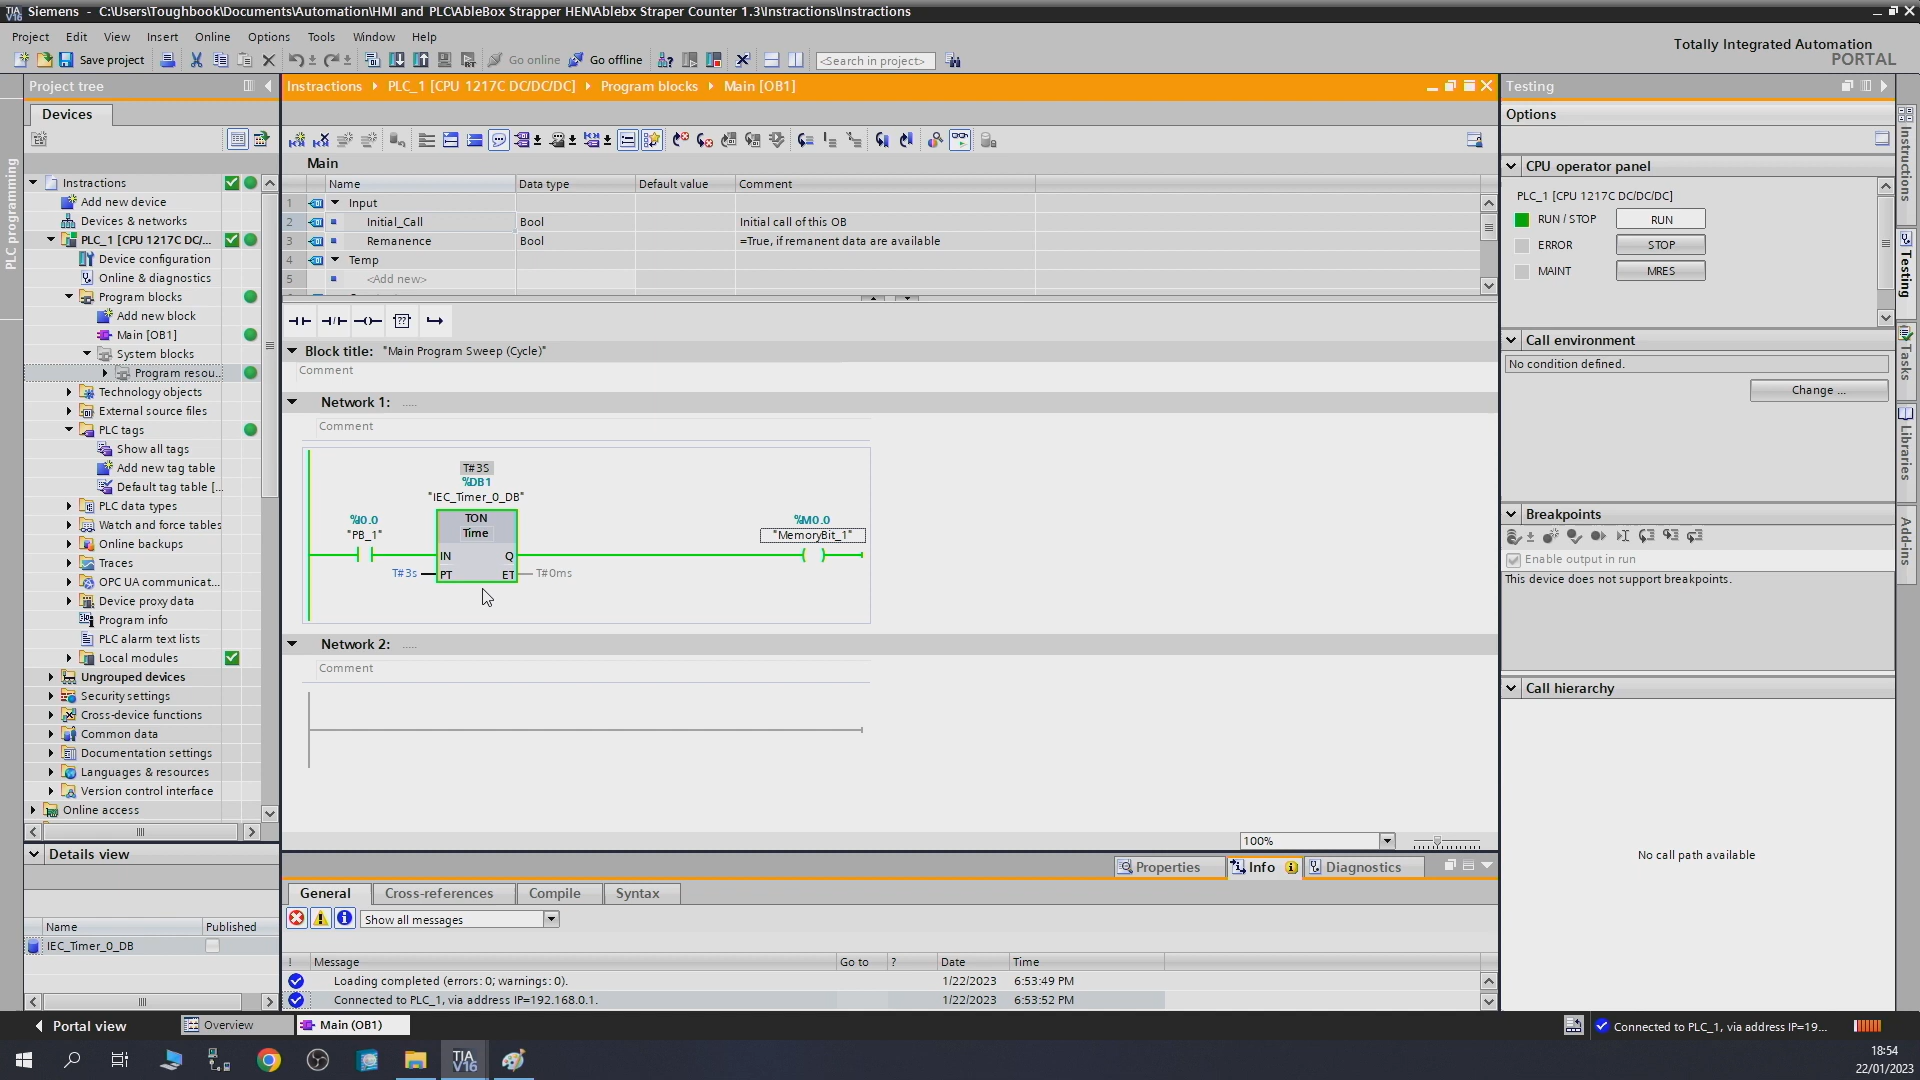 Siemens - C:\Users\Toughbook\Documents\Automation\HMI and PLC\AbleBox Strapper HEN\Ablebx Straper Counter 1.3\Instractions\Instractions
Project Edit View Insert Online Options Tools Window Help
Totally Integrated Automation
PORTAL
Save project
Go online
Go offline
<Search in project>
Project tree
Instractions
PLC_1 [CPU 1217C DC/DC/DC]
Program blocks
Main [OB1]
Testing
Devices
Options
PLC programming
Instractions
Add new device
Devices & networks
PLC_1 [CPU 1217C DC/...
Device configuration
Online & diagnostics
Program blocks
Add new block
Main [OB1]
System blocks
Program resou...
Technology objects
External source files
PLC tags
Show all tags
Add new tag table
Default tag table [...
PLC data types
Watch and force tables
Online backups
Traces
OPC UA communicat...
Device proxy data
Program info
PLC alarm text lists
Local modules
Ungrouped devices
Security settings
Cross-device functions
Common data
Documentation settings
Languages & resources
Version control interface
Online access
Details view
Name Published
IEC_Timer_0_DB
Main
Name Data type Default value Comment
1 Input
2 Initial_Call Bool Initial call of this OB
3 Remanence Bool =True, if remanent data are available
4 Temp
5 <Add new>
??
Block title: "Main Program Sweep (Cycle)"
Comment
Network 1: .....
Comment
T#3S
%DB1
"IEC_Timer_0_DB"
%I0.0
"PB_1"
TON
Time
%M0.0
"MemoryBit_1"
IN Q
T#3s PT ET T#0ms
Network 2: .....
Comment
100%
Properties Info Diagnostics
General Cross-references Compile Syntax
Show all messages
! Message Go to ? Date Time
Loading completed (errors: 0; warnings: 0). 1/22/2023 6:53:49 PM
Connected to PLC_1, via address IP=192.168.0.1. 1/22/2023 6:53:52 PM
CPU operator panel
PLC_1 [CPU 1217C DC/DC/DC]
RUN / STOP RUN
ERROR STOP
MAINT MRES
Call environment
No condition defined.
Change ...
Breakpoints
Enable output in run
This device does not support breakpoints.
Call hierarchy
No call path available
Instructions
Testing
Tasks
Libraries
Add-ins
Portal view
Overview
Main (OB1)
Connected to PLC_1, via address IP=19...
TIA
V16
18:54
22/01/2023